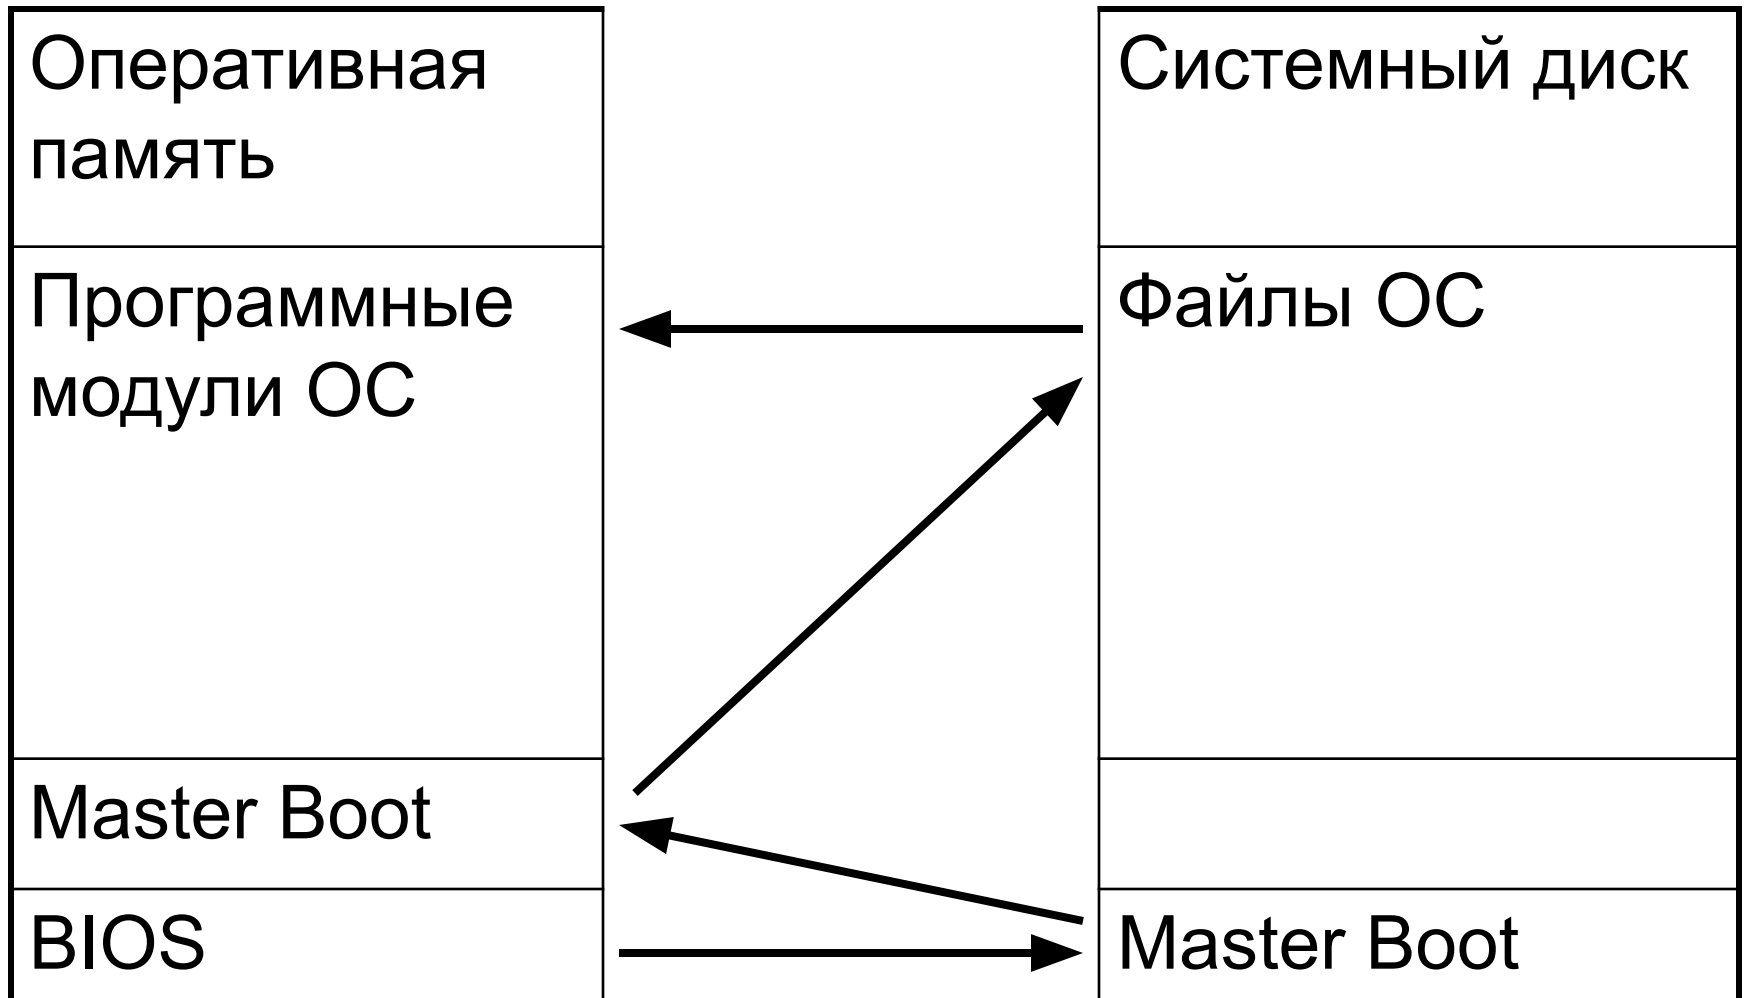 Оперативная
память
Системный диск
Программные
модули ОС
Файлы ОС
Master Boot
BIOS
Master Boot